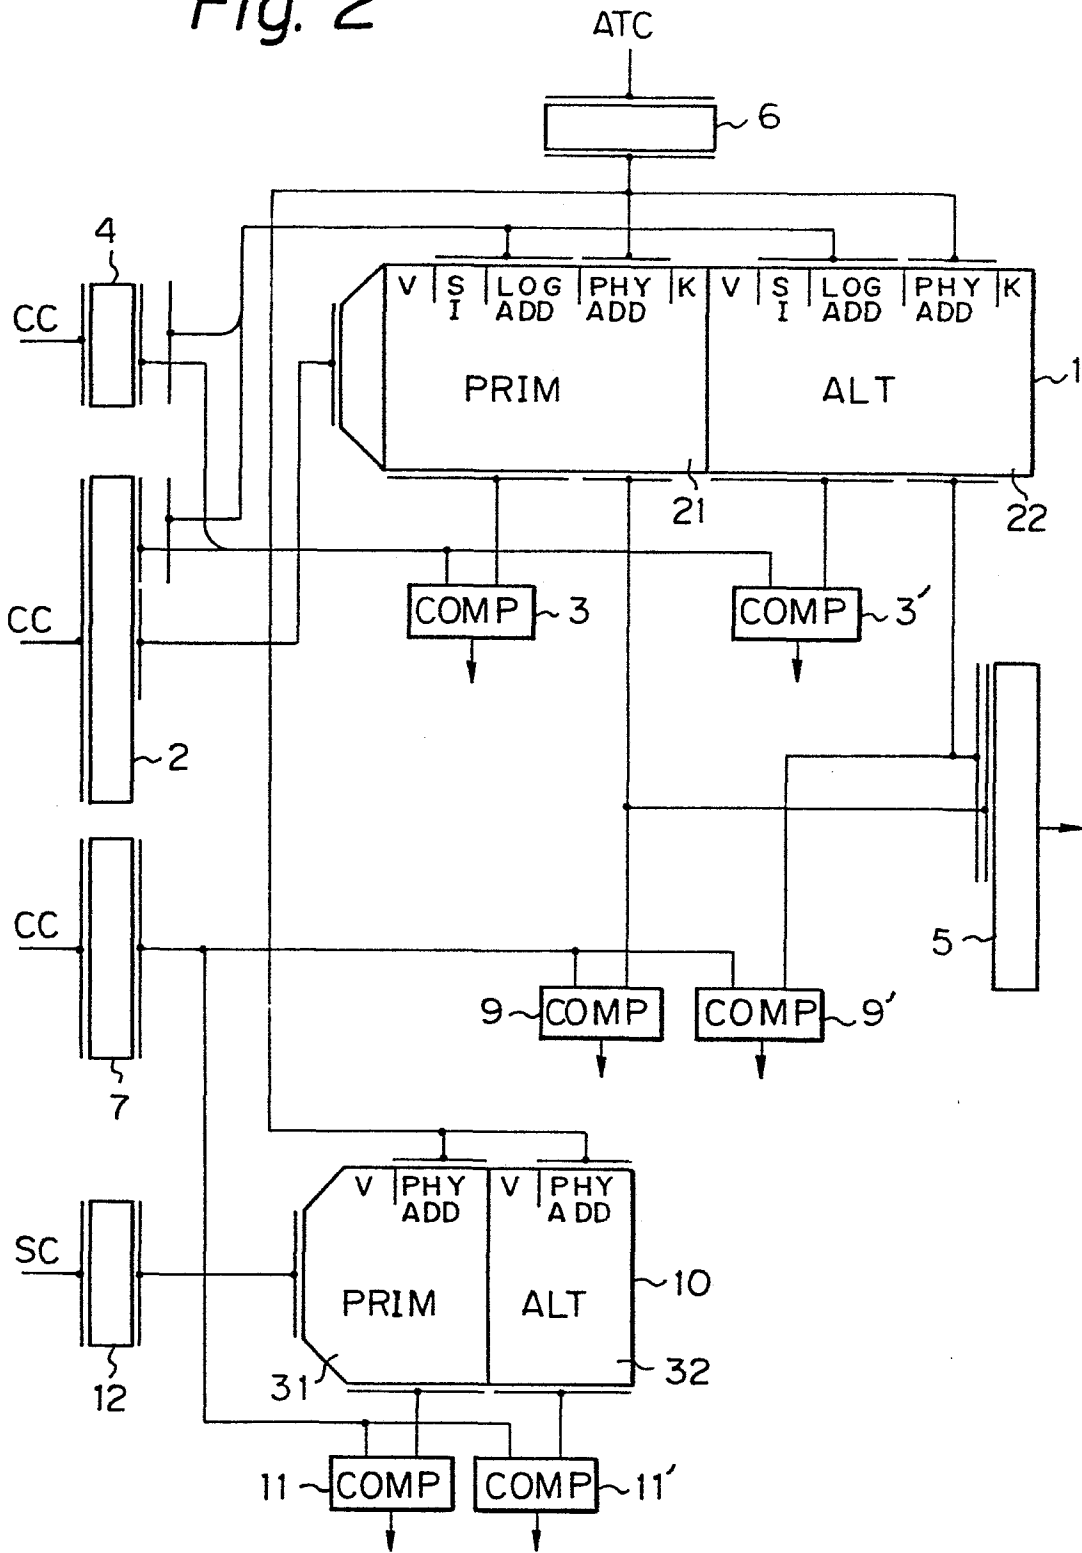 Fig. 2
ATC
6
4
CC
V S I LOG ADD PHY ADD K V S I LOG ADD PHY ADD K
PRIM
ALT
1
21
22
COMP
3
COMP
3′
CC
2
CC
5
9
COMP
COMP
9′
7
V PHY ADD V PHY ADD
SC
PRIM
ALT
10
31
32
12
11
COMP
COMP
11′